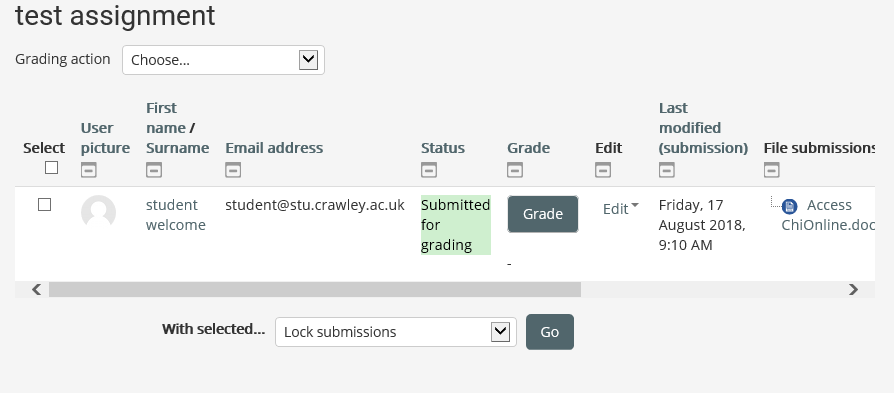 test assignment
Grading action Choose...
Select User picture First name / Surname Email address Status Grade Edit Last modified (submission) File submissions
student welcome student@stu.crawley.ac.uk Submitted for grading Grade Edit Friday, 17 August 2018, 9:10 AM Access ChiOnline.doc
-
With selected... Lock submissions Go